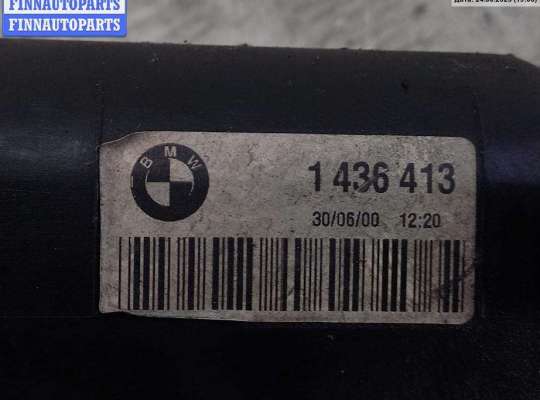 FINNAUTOPARTS
FINNAUTOPARTS
BMW
1 436 413
30/06/00 12:20